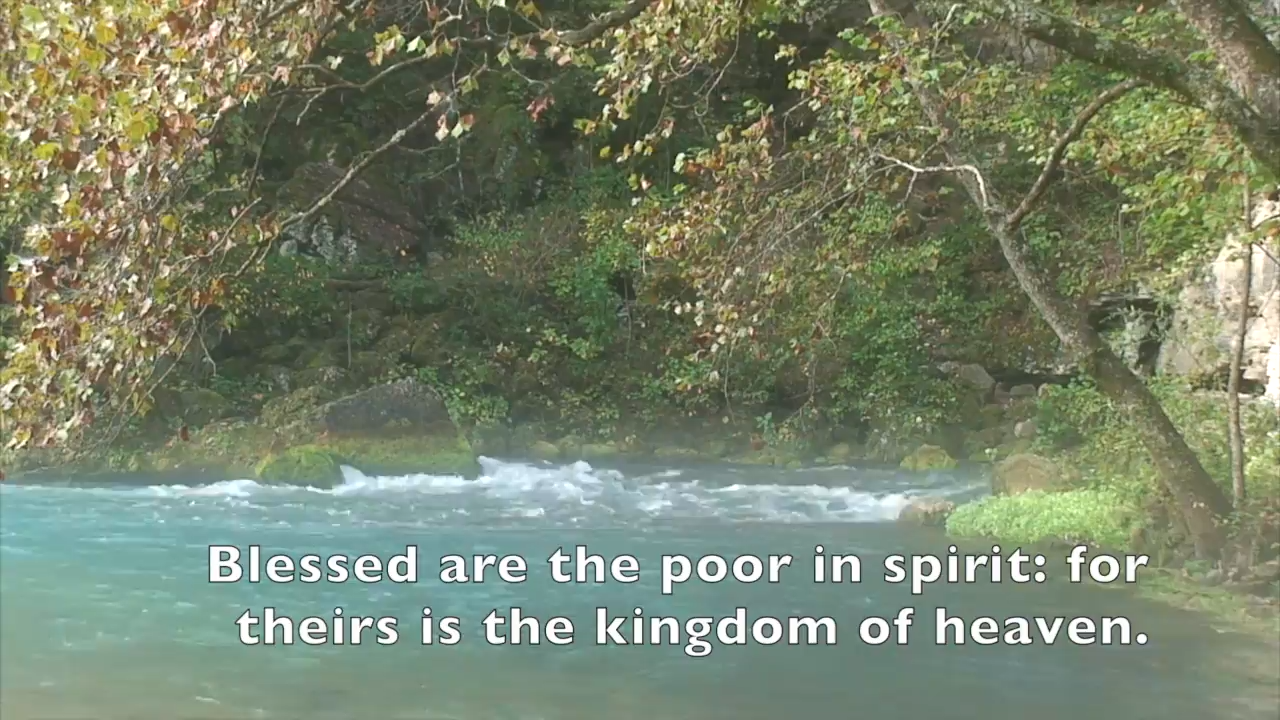 Blessed are the poor in spirit: for
theirs is the kingdom of heaven.